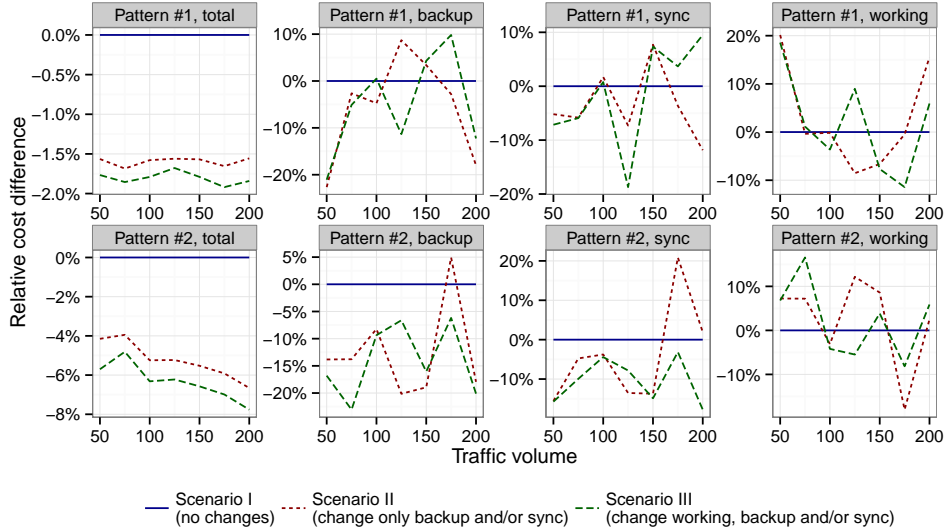 Pattern #1, total
Pattern #1, backup
Pattern #1, sync
Pattern #1, working
0.0%
−0.5%
−1.0%
−1.5%
−2.0%
10%
0%
−10%
−20%
10%
0%
−10%
−20%
20%
10%
0%
−10%
50 100 150 200
50 100 150 200
50 100 150 200
50 100 150 200
Pattern #2, total
Pattern #2, backup
Pattern #2, sync
Pattern #2, working
0%
−2%
−4%
−6%
−8%
5%
0%
−5%
−10%
−15%
−20%
20%
10%
0%
−10%
10%
0%
−10%
50 100 150 200
50 100 150 200
50 100 150 200
50 100 150 200
Relative cost difference
Traffic volume
Scenario I
(no changes)
Scenario II
(change only backup and/or sync)
Scenario III
(change working, backup and/or sync)